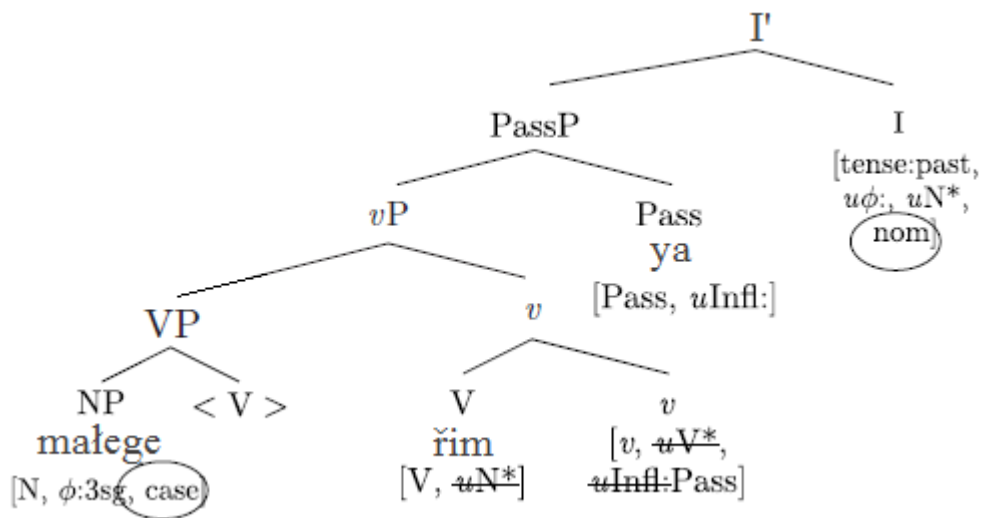 I'
PassP
I
[tense:past,
uϕ:, uN*,
nom]
vP
Pass
ya
[Pass, uInfl:]
VP
v
NP
< V >
V
v
małege
řim
[v, uV*,
[N, ϕ:3sg, case]
[V, uN*]
uInfl:Pass]